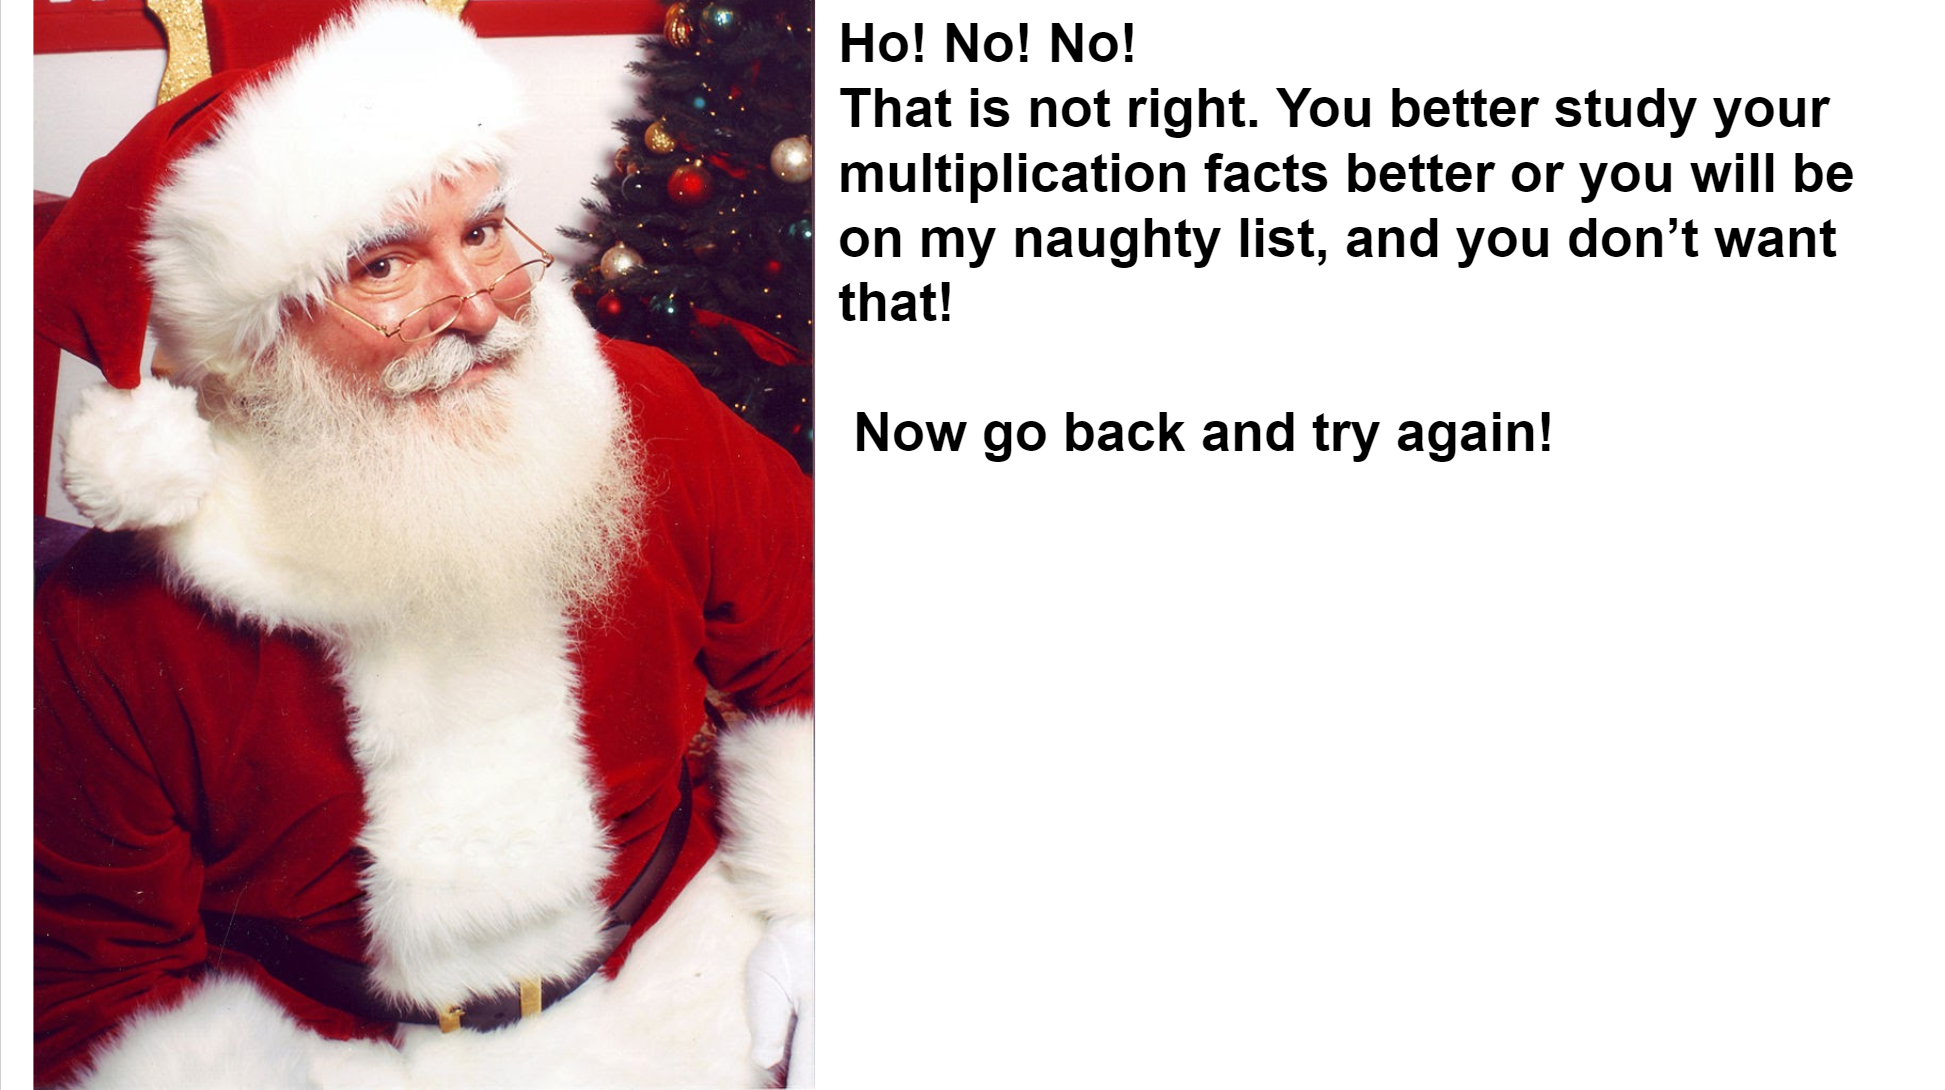 Ho! No! No!
That is not right. You better study your
multiplication facts better or you will be
on my naughty list, and you don’t want
that!
Now go back and try again!